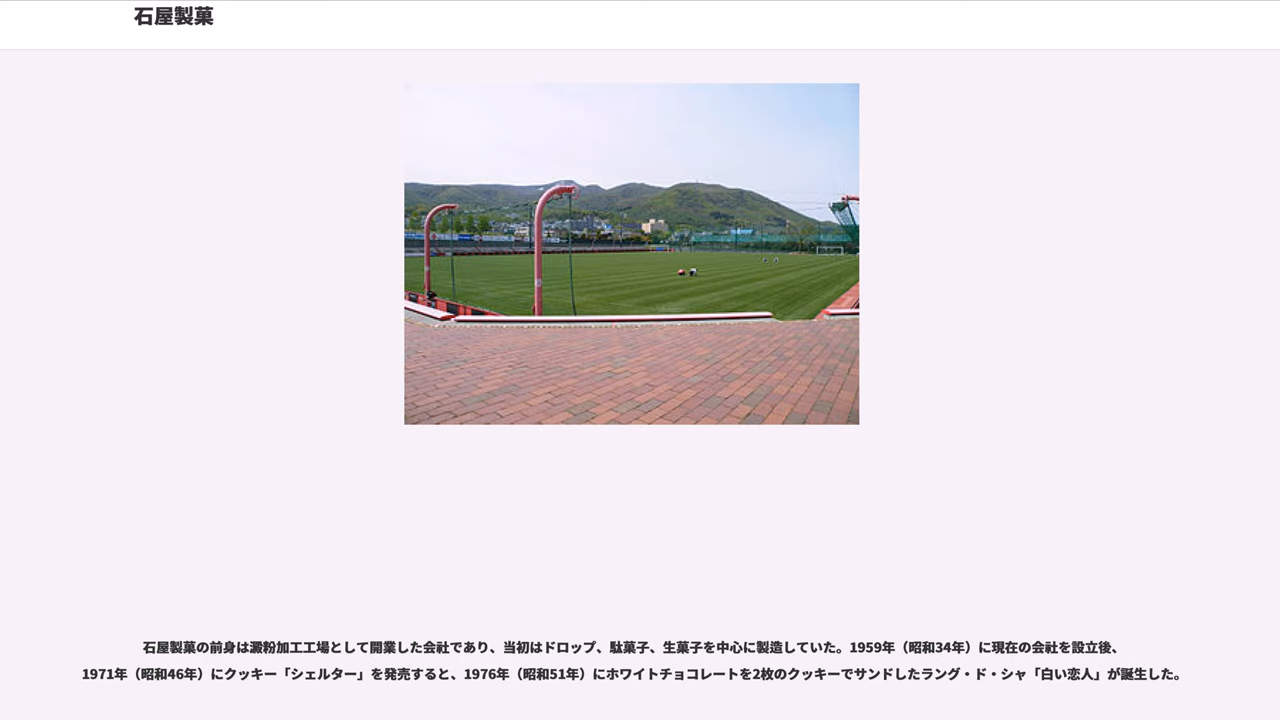 石屋製菓
石屋製菓の前身は澱粉加工工場として開業した会社であり、当初はドロップ、駄菓子、生菓子を中心に製造していた。1959年（昭和34年）に現在の会社を設立後、
1971年（昭和46年）にクッキー「シェルター」を発売すると、1976年（昭和51年）にホワイトチョコレートを2枚のクッキーでサンドしたラング・ド・シャ「白い恋人」が誕生した。